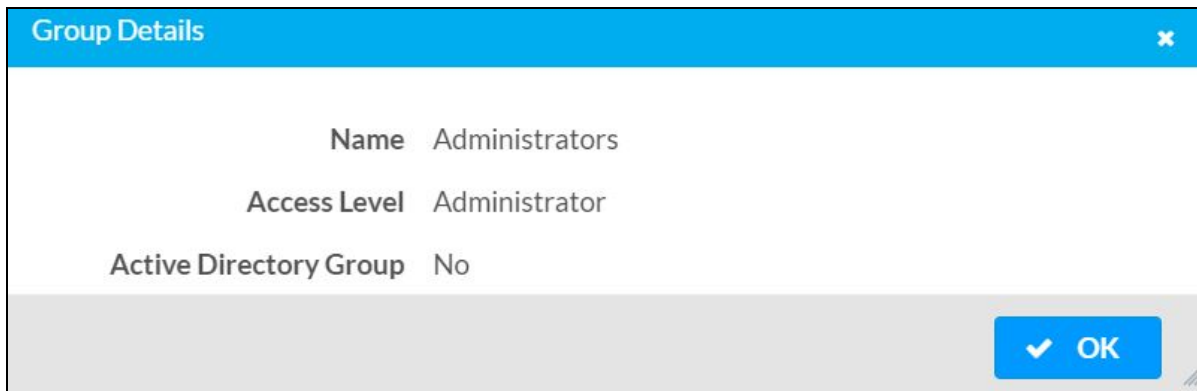 Group Details
Name Administrators
Access Level Administrator
Active Directory Group No
OK